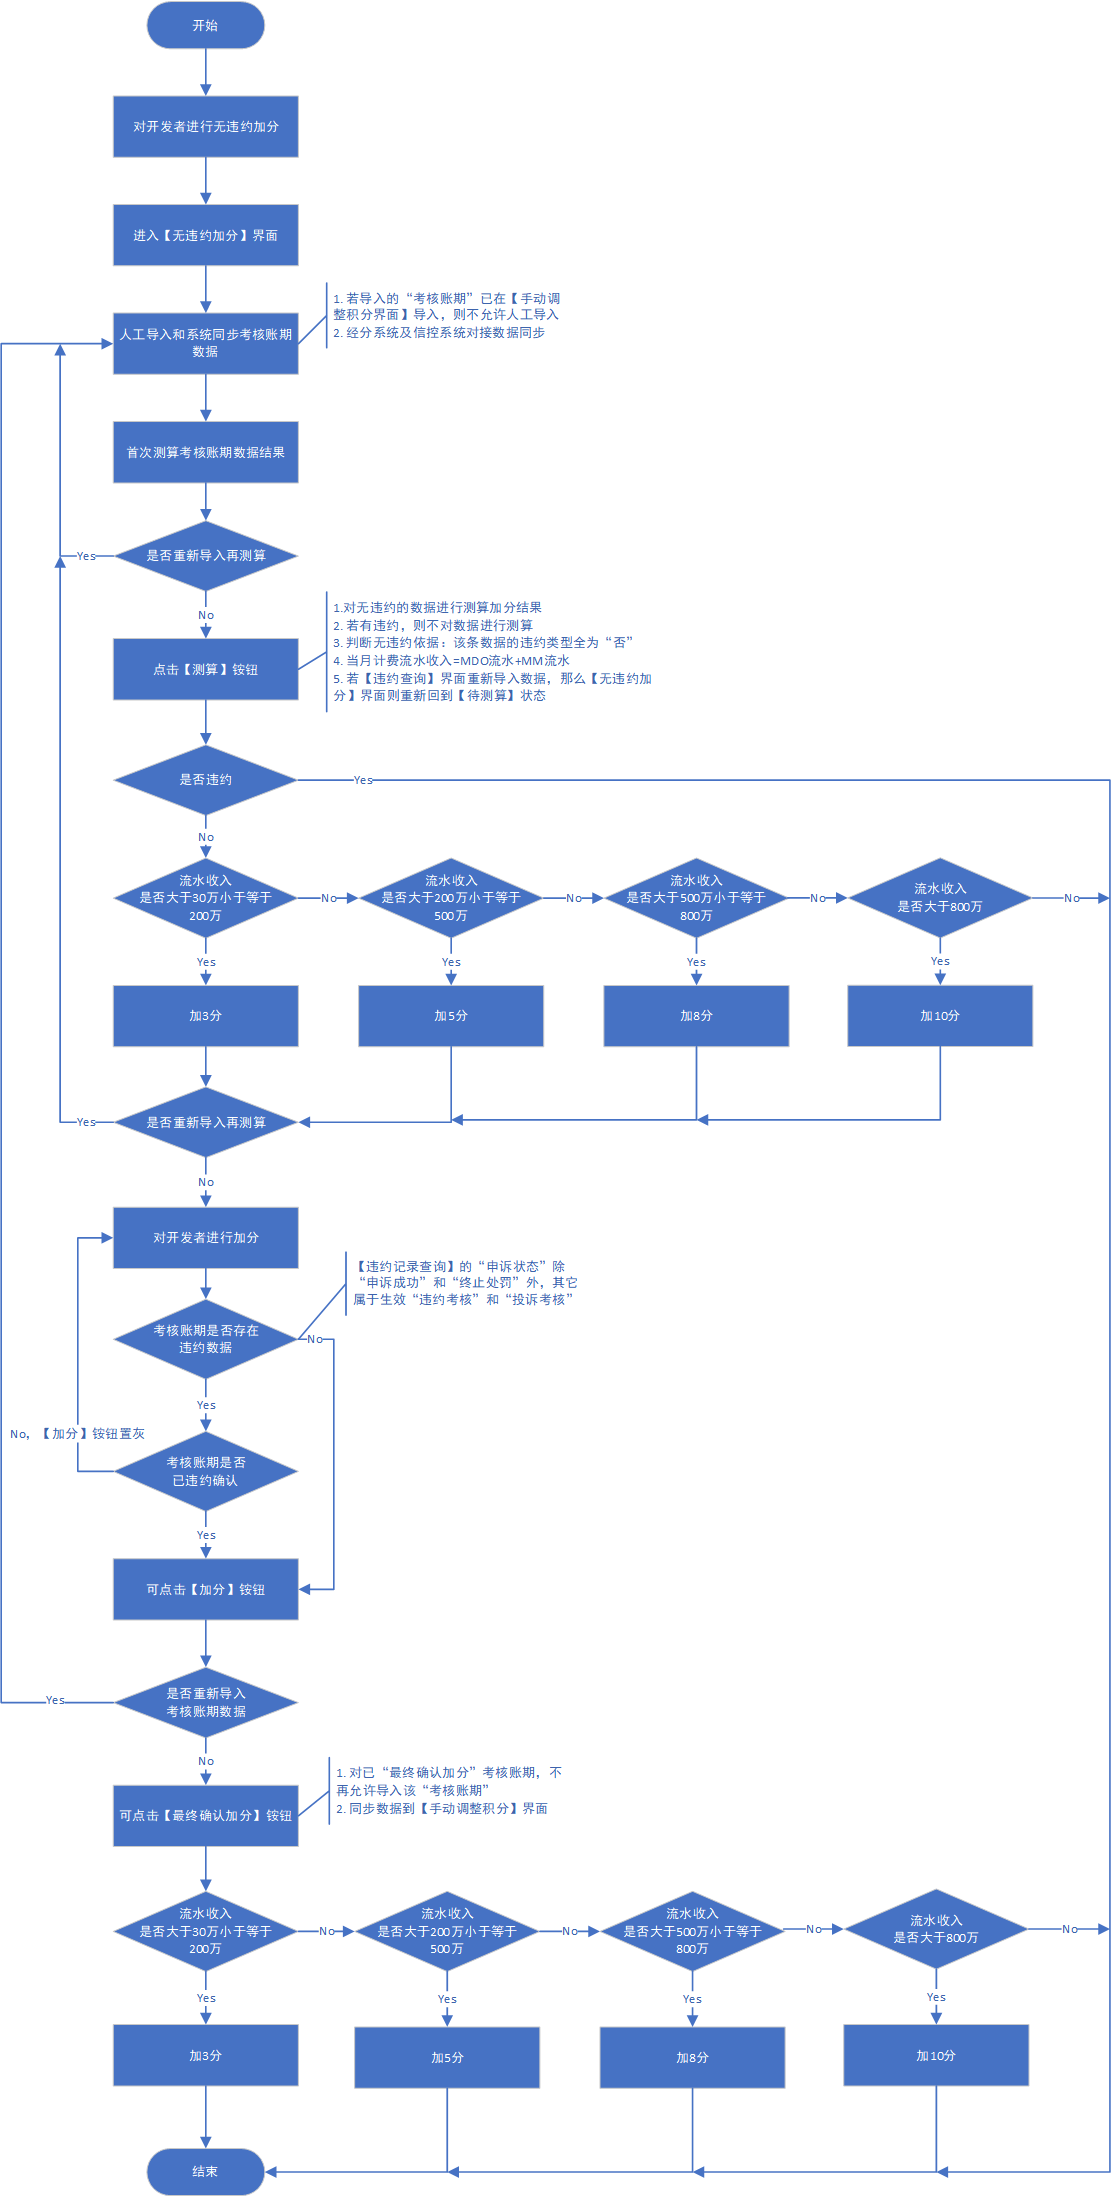 开始
对开发者进行无违约加分
进入【无违约加分】界面
人工导入和系统同步考核账期
数据
1. 若导入的“考核账期”已在【手动调
整积分界面】导入，则不允许人工导入
2. 经分系统及信控系统对接数据同步
首次测算考核账期数据结果
是否重新导入再测算
Yes
No
点击【测算】铵钮
1.对无违约的数据进行测算加分结果
2. 若有违约，则不对数据进行测算
3. 判断无违约依据：该条数据的违约类型全为“否”
4. 当月计费流水收入=MDO流水+MM流水
5. 若【违约查询】界面重新导入数据，那么【无违约加
分】界面则重新回到【待测算】状态
是否违约
Yes
No
流水收入
是否大于30万小于等于
200万
No
流水收入
是否大于200万小于等于
500万
No
流水收入
是否大于500万小于等于
800万
No
流水收入
是否大于800万
No
Yes
Yes
Yes
Yes
加3分
加5分
加8分
加10分
是否重新导入再测算
Yes
No
对开发者进行加分
考核账期是否存在
违约数据
No
【违约记录查询】的“申诉状态”除
“申诉成功”和“终止处罚”外，其它
属于生效“违约考核”和“投诉考核”
Yes
No，【加分】铵钮置灰
考核账期是否
已违约确认
Yes
可点击【加分】铵钮
是否重新导入
考核账期数据
Yes
No
可点击【最终确认加分】铵钮
1. 对已“最终确认加分”考核账期，不
再允许导入该“考核账期”
2. 同步数据到【手动调整积分】界面
流水收入
是否大于30万小于等于
200万
No
流水收入
是否大于200万小于等于
500万
No
流水收入
是否大于500万小于等于
800万
No
流水收入
是否大于800万
No
Yes
Yes
Yes
Yes
加3分
加5分
加8分
加10分
结束